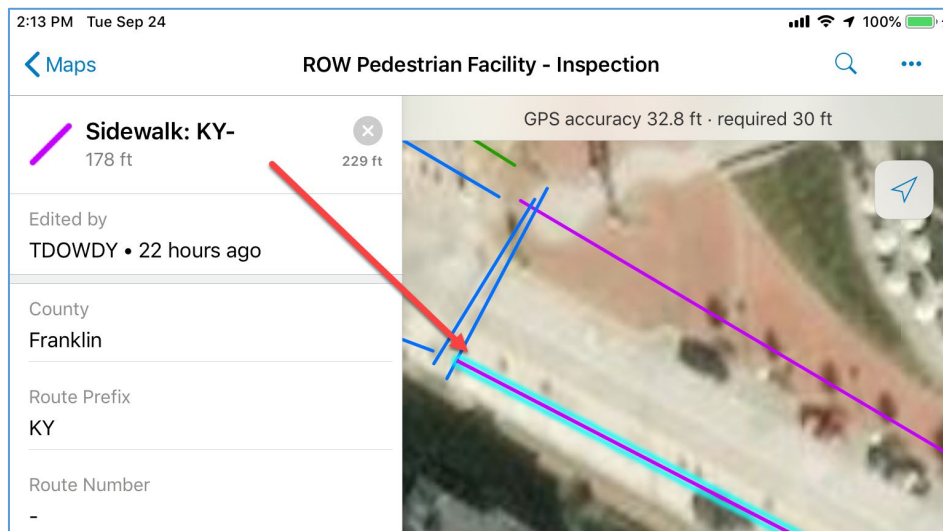 2:13 PM Tue Sep 24
100%
Maps
ROW Pedestrian Facility - Inspection
Sidewalk: KY-
178 ft
229 ft
GPS accuracy 32.8 ft · required 30 ft
Edited by
TDOWDY • 22 hours ago
County
Franklin
Route Prefix
KY
Route Number
-